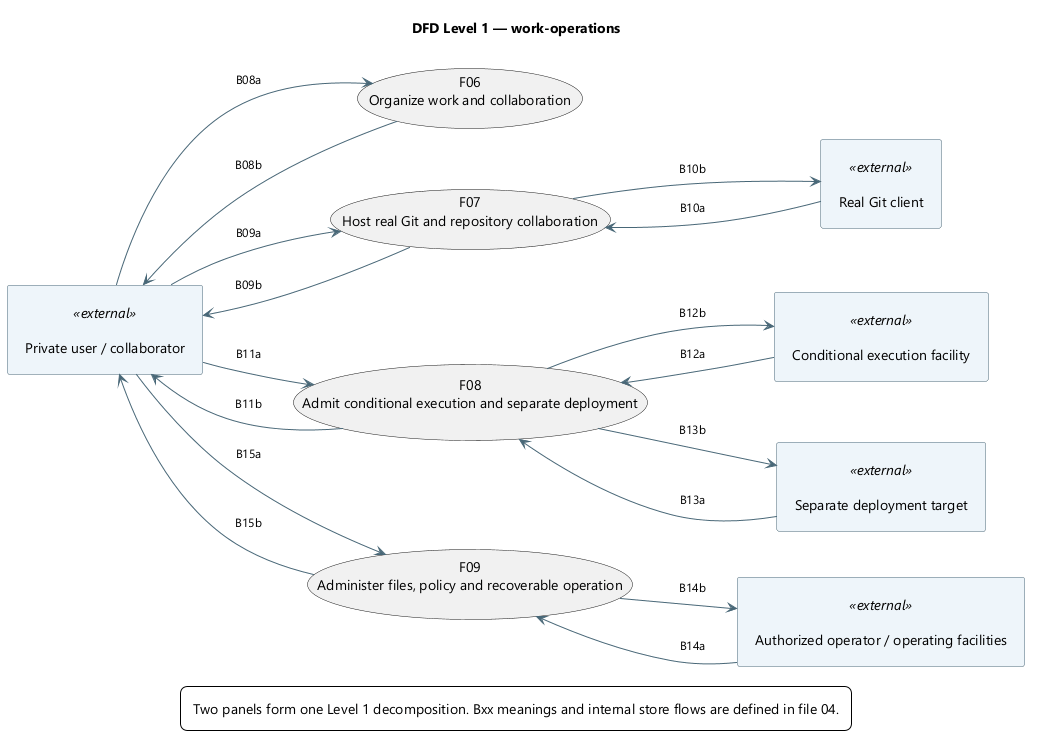 DFD Level 1 — work-operations
B08a
F06
Organize work and collaboration
B08b
«external»
Real Git client
B10b
B10a
F07
Host real Git and repository collaboration
B09a
B09b
«external»
Private user / collaborator
«external»
Conditional execution facility
B12b
B12a
B11a
F08
Admit conditional execution and separate deployment
B11b
B13b
«external»
Separate deployment target
B13a
B15a
B15b
F09
Administer files, policy and recoverable operation
B14b
«external»
Authorized operator / operating facilities
B14a
Two panels form one Level 1 decomposition. Bxx meanings and internal store flows are defined in file 04.